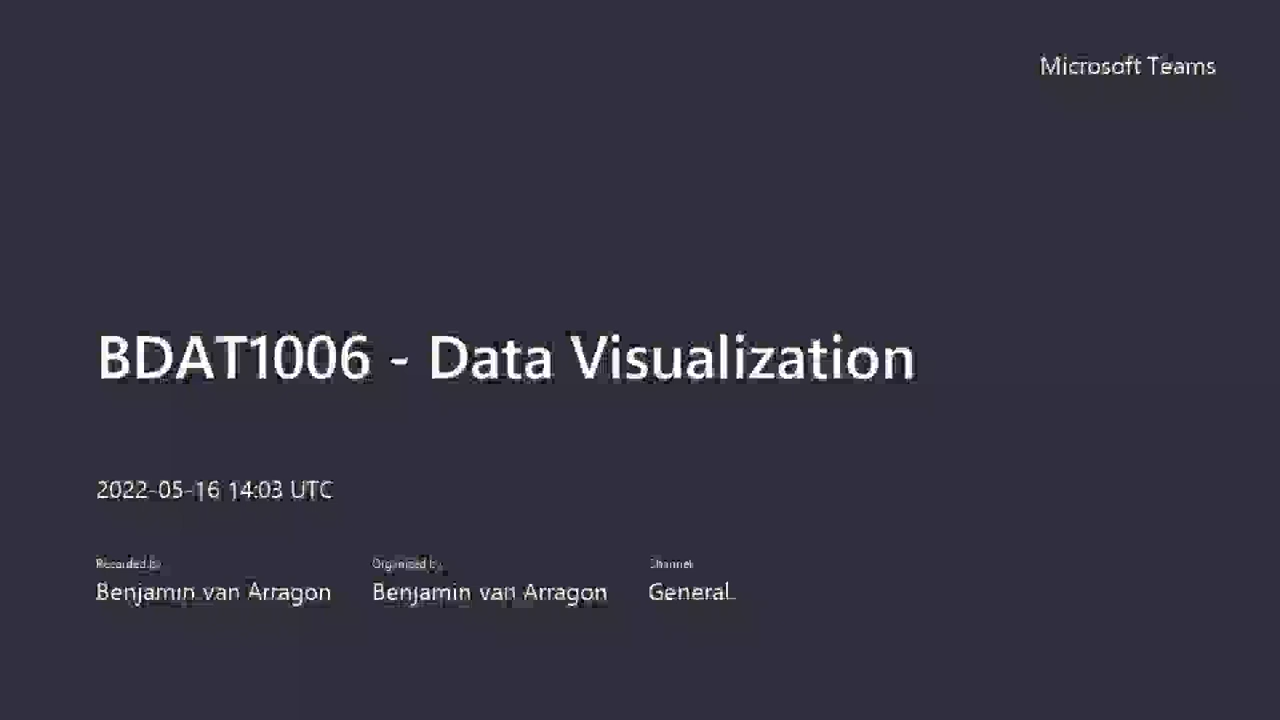 Microsoft Teams
BDAT1006 - Data Visualization
2022-05-16 14:03 UTC
Recorded by Organized by Channel
Benjamin van Arragon Benjamin van Arragon General